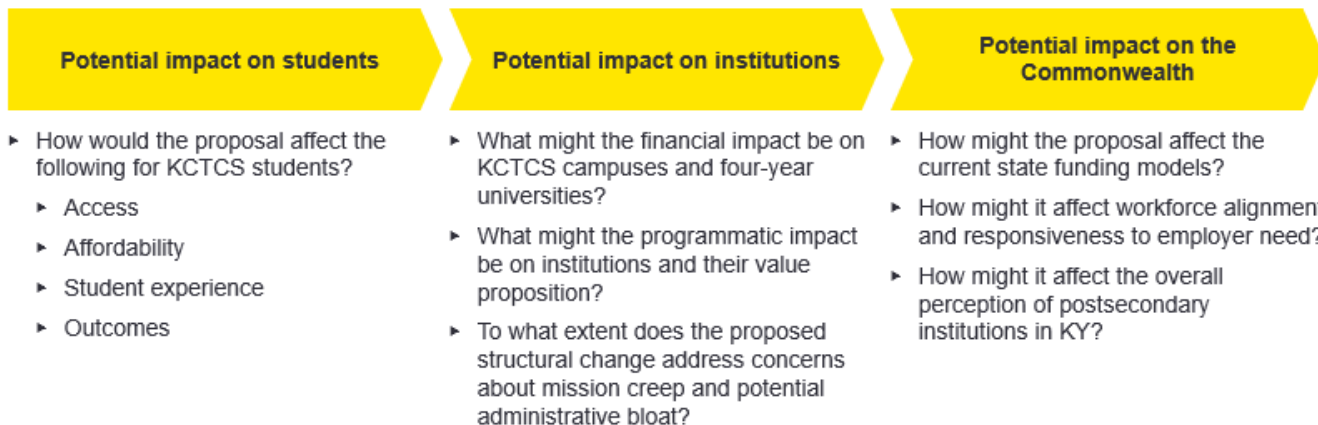 Potential impact on students
How would the proposal affect the
following for KCTCS students?
Access
Affordability
Student experience
Outcomes
Potential impact on institutions
What might the financial impact be on
KCTCS campuses and four-year
universities?
What might the programmatic impact
be on institutions and their value
proposition?
To what extent does the proposed
structural change address concerns
about mission creep and potential
administrative bloat?
Potential impact on the
Commonwealth
How might the proposal affect the
current state funding models?
How might it affect workforce alignment
and responsiveness to employer need?
How might it affect the overall
perception of postsecondary
institutions in KY?